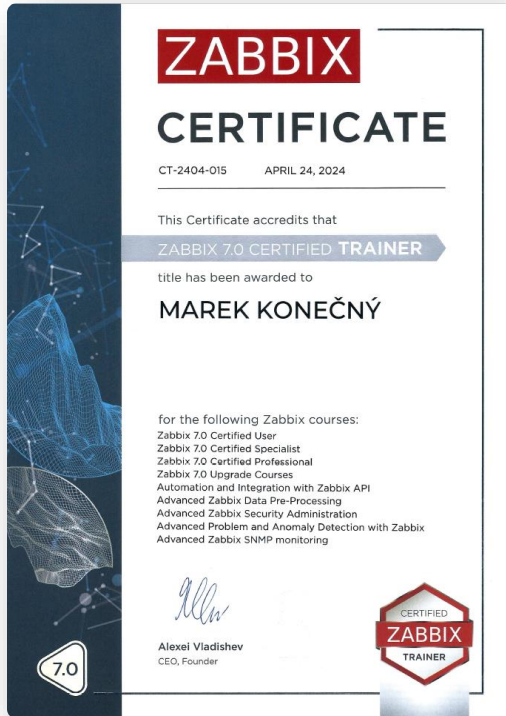 ZABBIX
CERTIFICATE
CT-2404-015 APRIL 24, 2024
This Certificate accredits that
ZABBIX 7.0 CERTIFIED TRAINER
title has been awarded to
MAREK KONEČNÝ
for the following Zabbix courses:
Zabbix 7.0 Certified User
Zabbix 7.0 Certified Specialist
Zabbix 7.0 Certified Professional
Zabbix 7.0 Upgrade Courses
Automation and Integration with Zabbix API
Advanced Zabbix Data Pre-Processing
Advanced Zabbix Security Administration
Advanced Problem and Anomaly Detection with Zabbix
Advanced Zabbix SNMP monitoring
Alexei Vladishev
CEO, Founder
7.0
CERTIFIED
ZABBIX
TRAINER